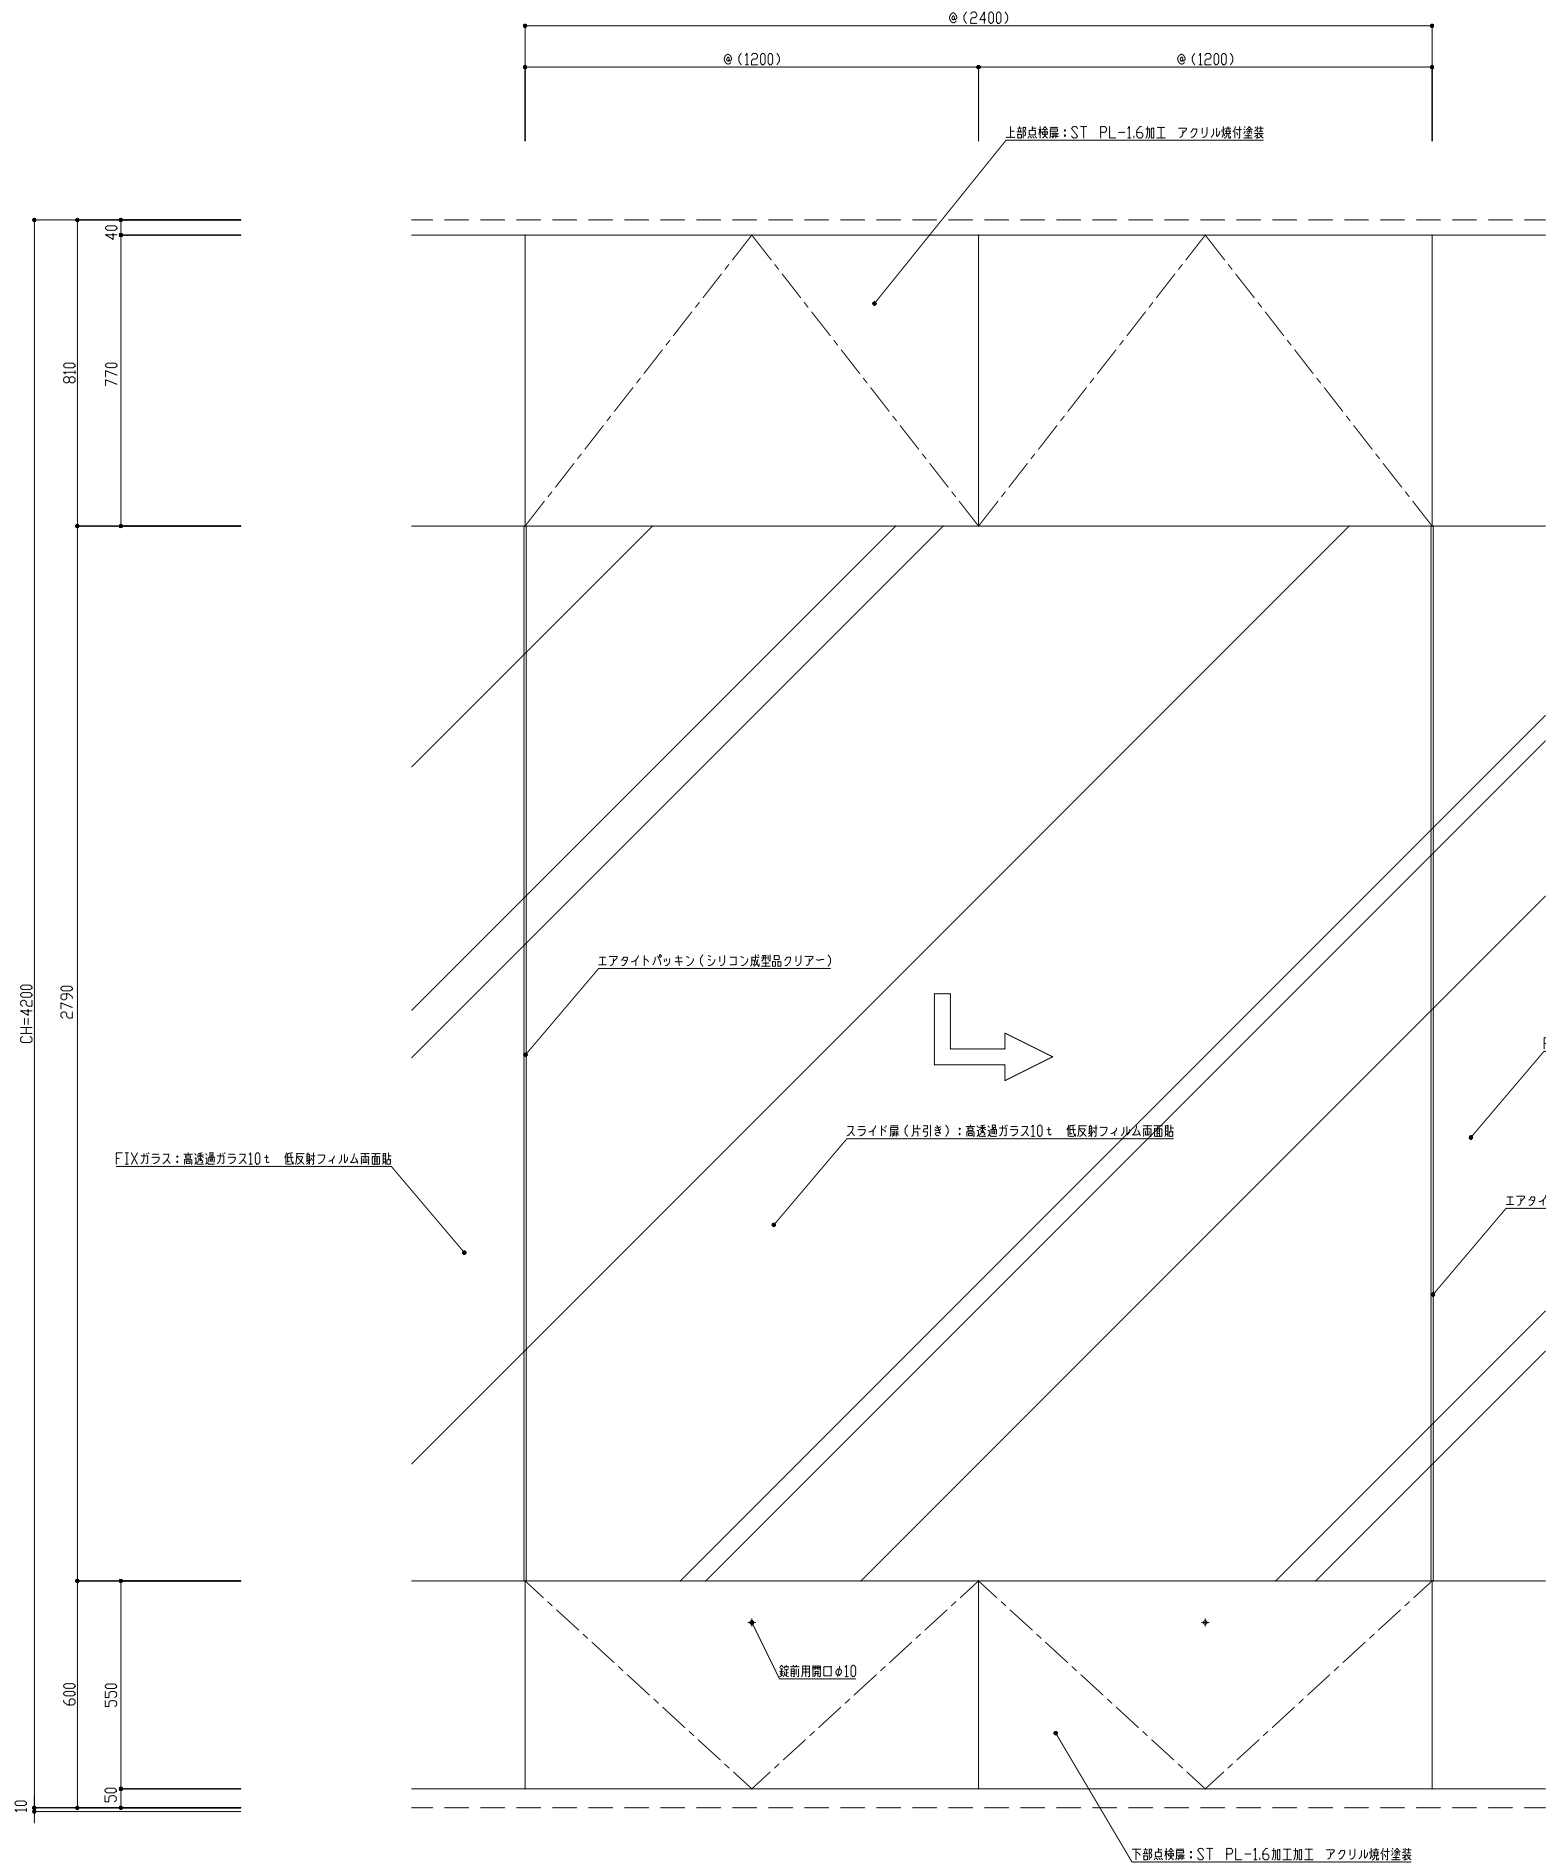 @(2400)
@(1200)
@(1200)
上部点検扉：ST　PL-1.6加工　アクリル焼付塗装
40
810
770
エアタイトパッキン（シリコン成型品クリアー）
CH=4200
2790
F
スライド扉（片引き）：高透過ガラス10ｔ　低反射フィルム両面貼
FIXガラス：高透過ガラス10ｔ　低反射フィルム両面貼
エアタイ
錠前用開口φ10
600
550
50
10
下部点検扉：ST　PL-1.6加工加工　アクリル焼付塗装